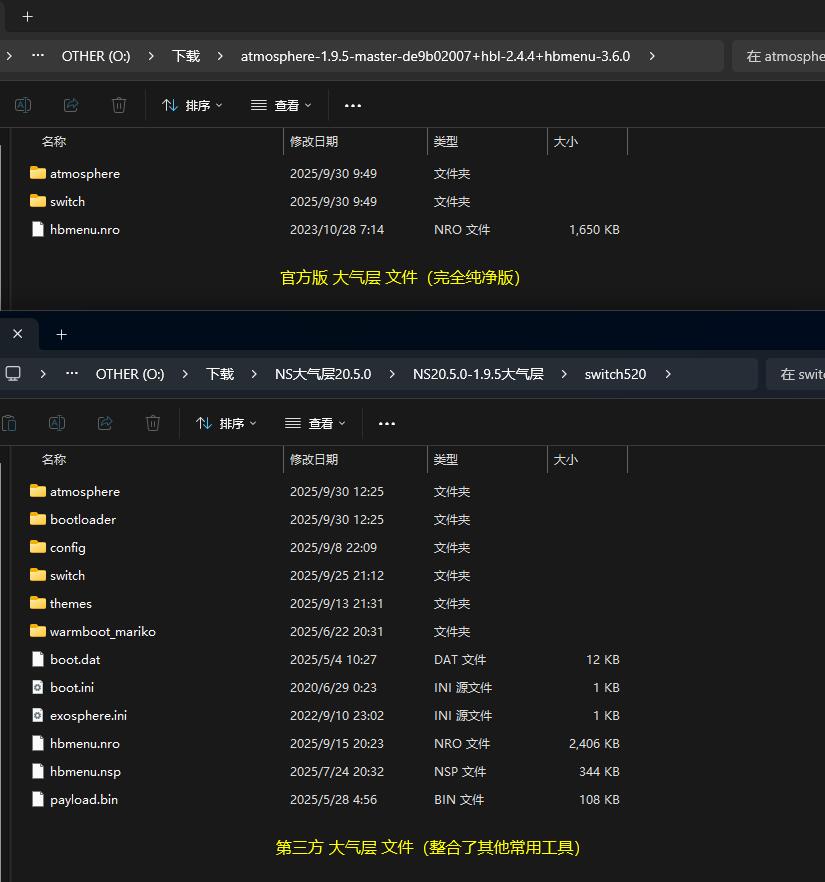 OTHER (O:) 下载 atmosphere-1.9.5-master-de9b02007+hbl-2.4.4+hbmenu-3.6.0 在 atmosphe
排序 查看
名称 修改日期 类型 大小
atmosphere 2025/9/30 9:49 文件夹
switch 2025/9/30 9:49 文件夹
hbmenu.nro 2023/10/28 7:14 NRO 文件 1,650 KB
官方版 大气层 文件（完全纯净版）
OTHER (O:) 下载 NS大气层20.5.0 NS20.5.0-1.9.5大气层 switch520 在 switc
排序 查看
名称 修改日期 类型 大小
atmosphere 2025/9/30 12:25 文件夹
bootloader 2025/9/30 12:25 文件夹
config 2025/9/8 22:09 文件夹
switch 2025/9/25 21:12 文件夹
themes 2025/9/13 21:31 文件夹
warmboot_mariko 2025/6/22 20:31 文件夹
boot.dat 2025/5/4 10:27 DAT 文件 12 KB
boot.ini 2020/6/29 0:23 INI 源文件 1 KB
exosphere.ini 2022/9/10 23:02 INI 源文件 1 KB
hbmenu.nro 2025/9/15 20:23 NRO 文件 2,406 KB
hbmenu.nsp 2025/7/24 20:32 NSP 文件 344 KB
payload.bin 2025/5/28 4:56 BIN 文件 108 KB
第三方 大气层 文件（整合了其他常用工具）